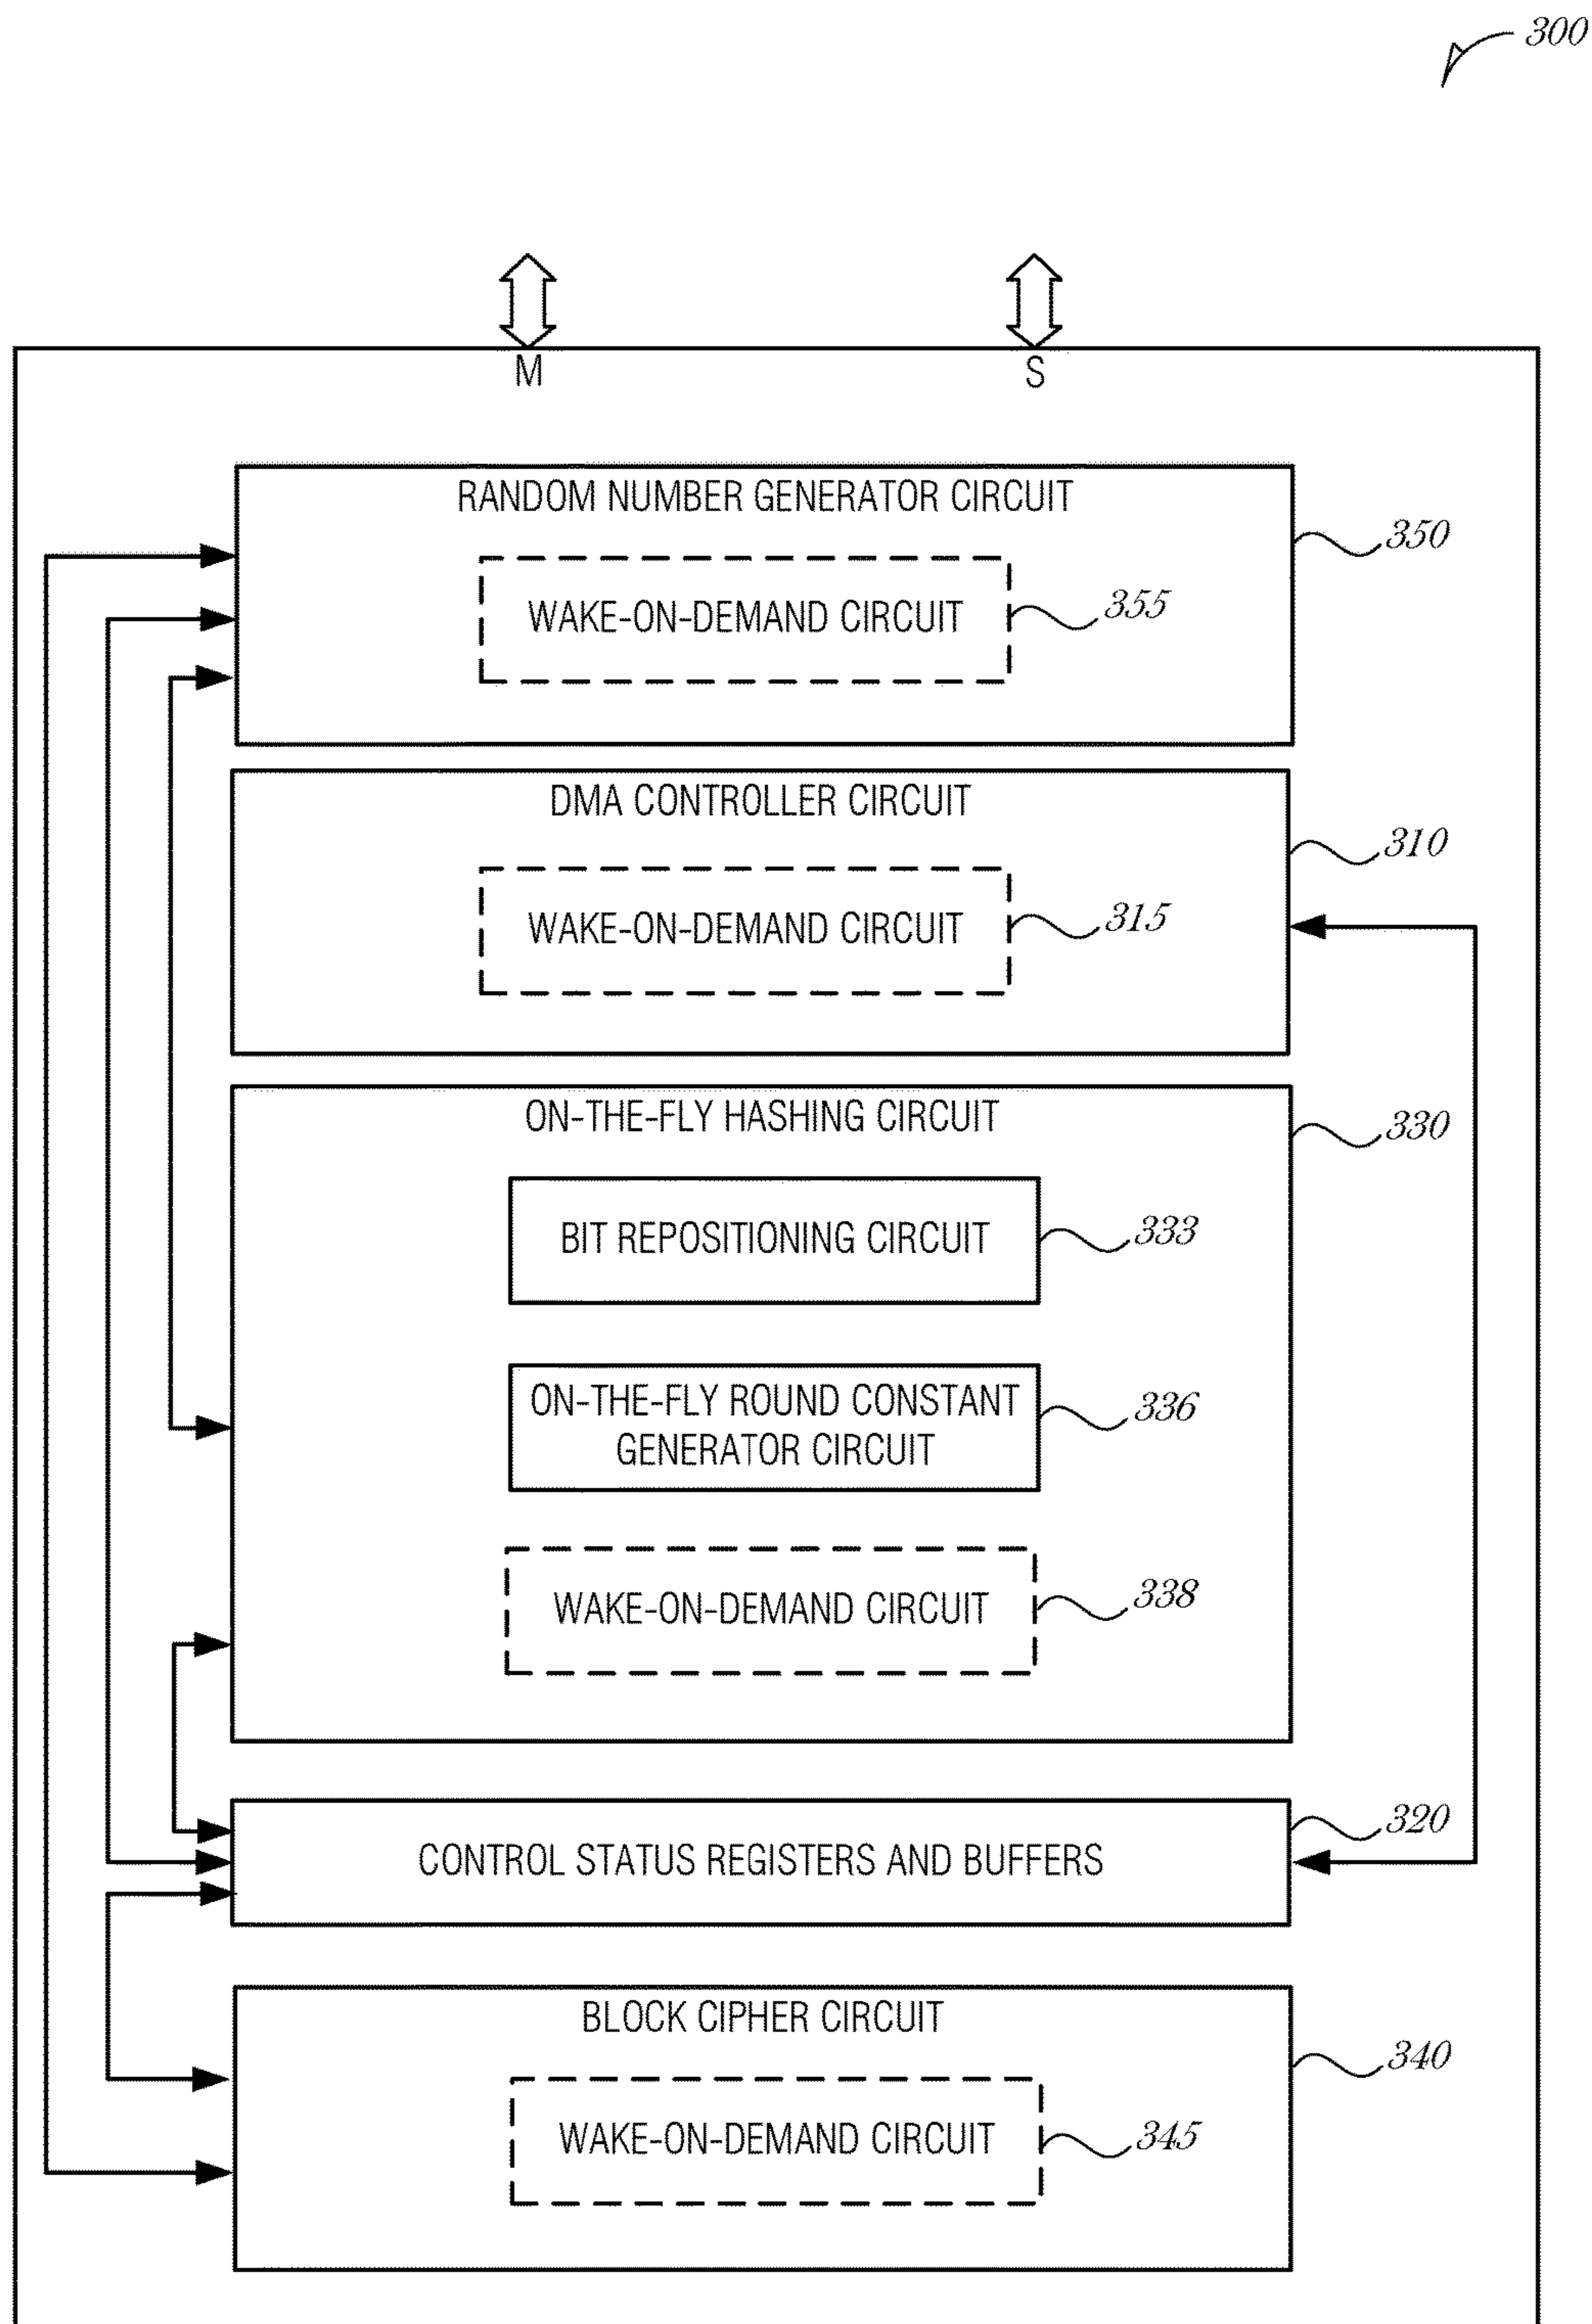 300
M
S
RANDOM NUMBER GENERATOR CIRCUIT
350
WAKE-ON-DEMAND CIRCUIT
355
DMA CONTROLLER CIRCUIT
310
WAKE-ON-DEMAND CIRCUIT
315
ON-THE-FLY HASHING CIRCUIT
330
BIT REPOSITIONING CIRCUIT
333
ON-THE-FLY ROUND CONSTANT
GENERATOR CIRCUIT
336
WAKE-ON-DEMAND CIRCUIT
338
CONTROL STATUS REGISTERS AND BUFFERS
320
BLOCK CIPHER CIRCUIT
340
WAKE-ON-DEMAND CIRCUIT
345